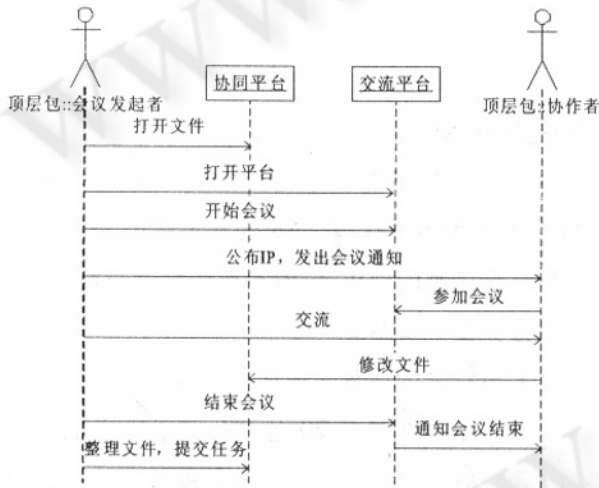 协同平台
交流平台
顶层包::会议发起者
顶层包::协作者
打开文件
打开平台
开始会议
公布IP，发出会议通知
参加会议
交流
修改文件
结束会议
通知会议结束
整理文件，提交任务